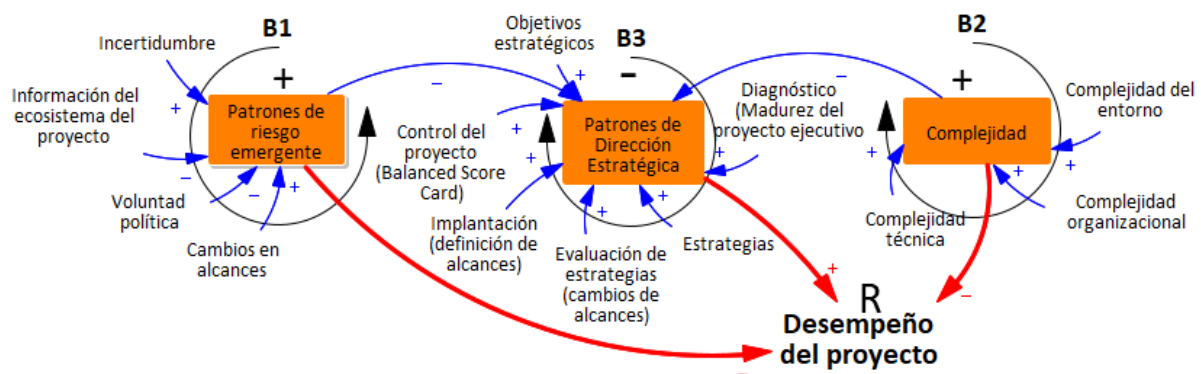 B1
Incertidumbre
+
+
Información del
ecosistema del
proyecto
Patrones de
riesgo
emergente
–
–
+
Voluntad
política
Cambios en
alcances
–
Objetivos
estratégicos
B3
+
-
Control del
proyecto
(Balanced Score
Card)
+
+
+
+
+
Patrones de
Dirección
Estratégica
Implantación
(definición de
alcances)
Evaluación de
estrategias
(cambios de
alcances)
Estrategias
Diagnóstico
(Madurez del
proyecto ejecutivo
–
B2
+
Complejidad
Complejidad del
entorno
+
+
+
Complejidad
técnica
Complejidad
organizacional
+
–
R
Desempeño
del proyecto
–